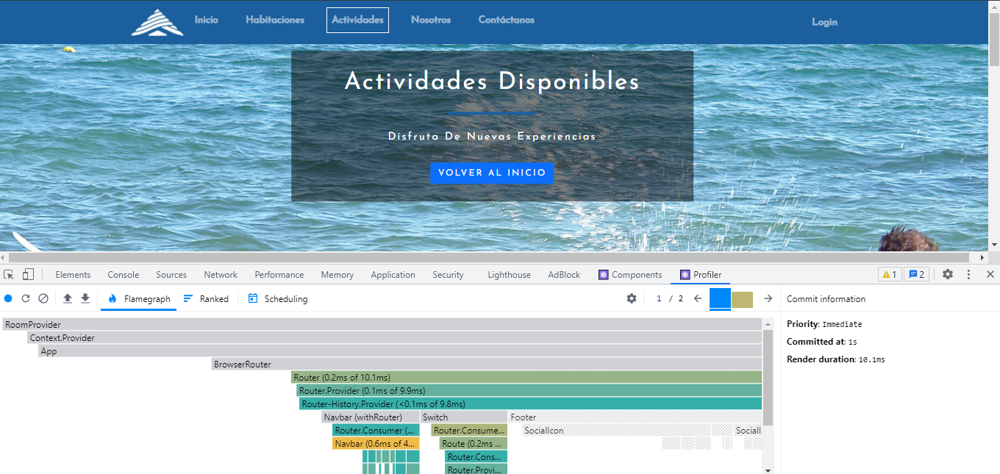 Inicio Habitaciones Actividades Nosotros Contáctanos Login
Actividades Disponibles
Disfruta De Nuevas Experiencias
VOLVER AL INICIO
Elements Console Sources Network Performance Memory Application Security Lighthouse AdBlock Components Profiler 1 2
Flamegraph Ranked Scheduling 1 / 2 Commit information
RoomProvider
Context.Provider
App
BrowserRouter
Router (0.2ms of 10.1ms)
Router.Provider (0.1ms of 9.9ms)
Router-History.Provider (<0.1ms of 9.8ms)
Navbar (withRouter) Switch Footer
Router.Consumer (... Router.Consume... SocialIcon SocialI
Navbar (0.6ms of 4... Route (0.2ms ...
Router.Cons...
Router.Provi...
Priority: Immediate
Committed at: 1s
Render duration: 10.1ms